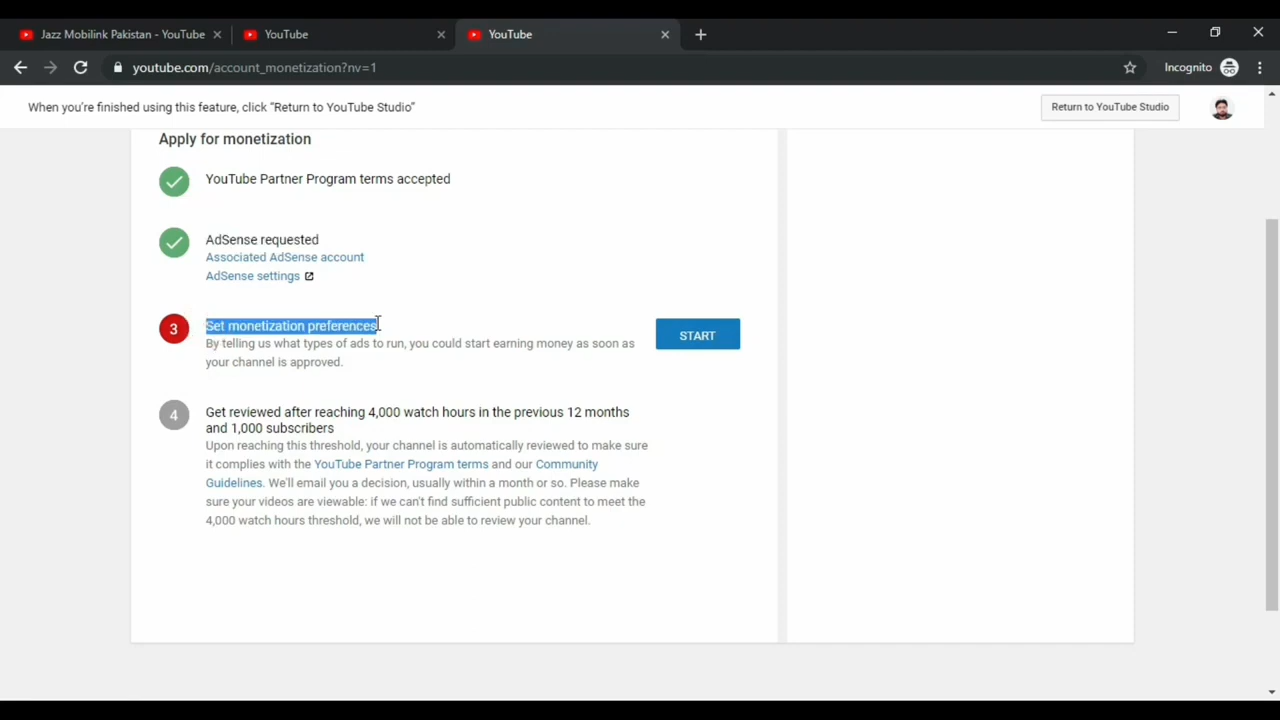 Jazz Mobilink Pakistan - YouTube
YouTube
YouTube
youtube.com/account_monetization?nv=1
Incognito
When you're finished using this feature, click "Return to YouTube Studio"
Return to YouTube Studio
Apply for monetization
YouTube Partner Program terms accepted
AdSense requested
Associated AdSense account
AdSense settings
3
Set monetization preferences
By telling us what types of ads to run, you could start earning money as soon as
your channel is approved.
START
4
Get reviewed after reaching 4,000 watch hours in the previous 12 months
and 1,000 subscribers
Upon reaching this threshold, your channel is automatically reviewed to make sure
it complies with the YouTube Partner Program terms and our Community
Guidelines. We'll email you a decision, usually within a month or so. Please make
sure your videos are viewable: if we can't find sufficient public content to meet the
4,000 watch hours threshold, we will not be able to review your channel.